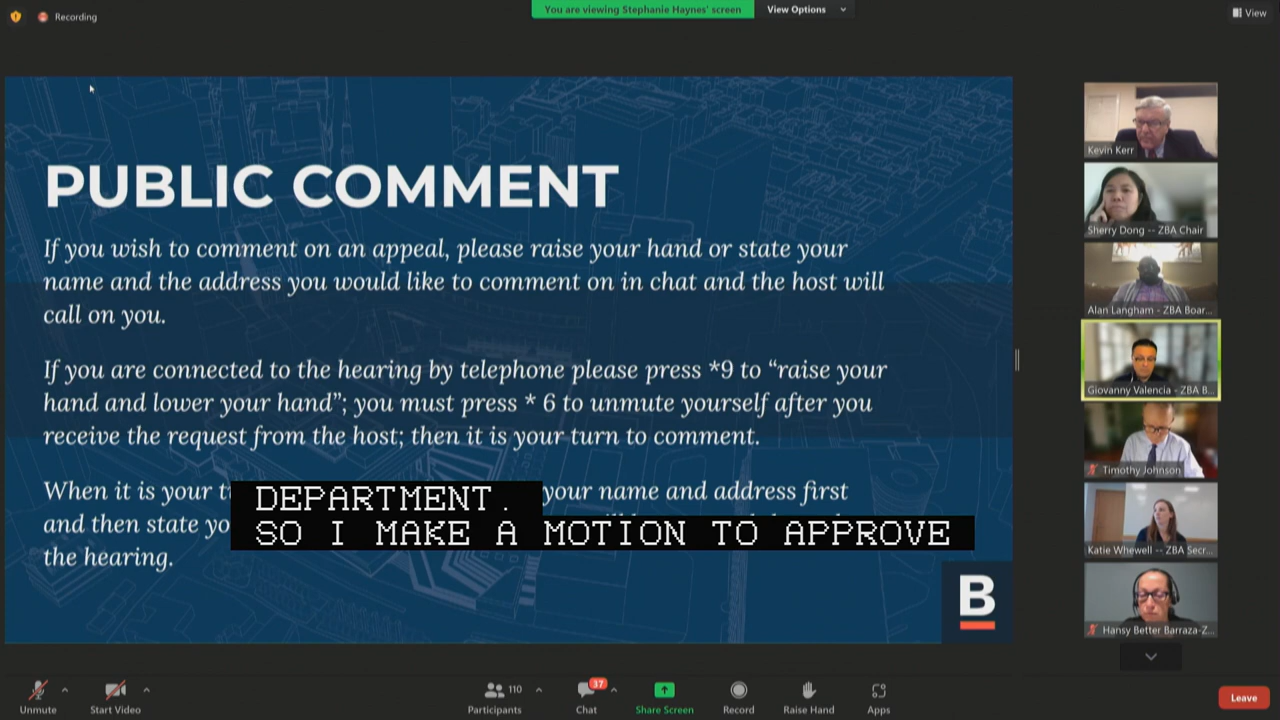 Recording
You are viewing Stephanie Haynes' screen
View Options
View
PUBLIC COMMENT
If you wish to comment on an appeal, please raise your hand or state your
name and the address you would like to comment on in chat and the host will
call on you.
If you are connected to the hearing by telephone please press *9 to “raise your
hand and lower your hand”; you must press * 6 to unmute yourself after you
receive the request from the host; then it is your turn to comment.
When it is your your name and address first
and then state
the hearing.
DEPARTMENT.
SO I MAKE A MOTION TO APPROVE
B
Kevin Kerr
Sherry Dong -- ZBA Chair
Alan Langham - ZBA Boar...
Giovanny Valencia - ZBA B...
Timothy Johnson
Katie Whewell -- ZBA Secr...
Hansy Better Barraza-Z...
Unmute
Start Video
Participants
110
Chat
37
Share Screen
Record
Raise Hand
Apps
Leave